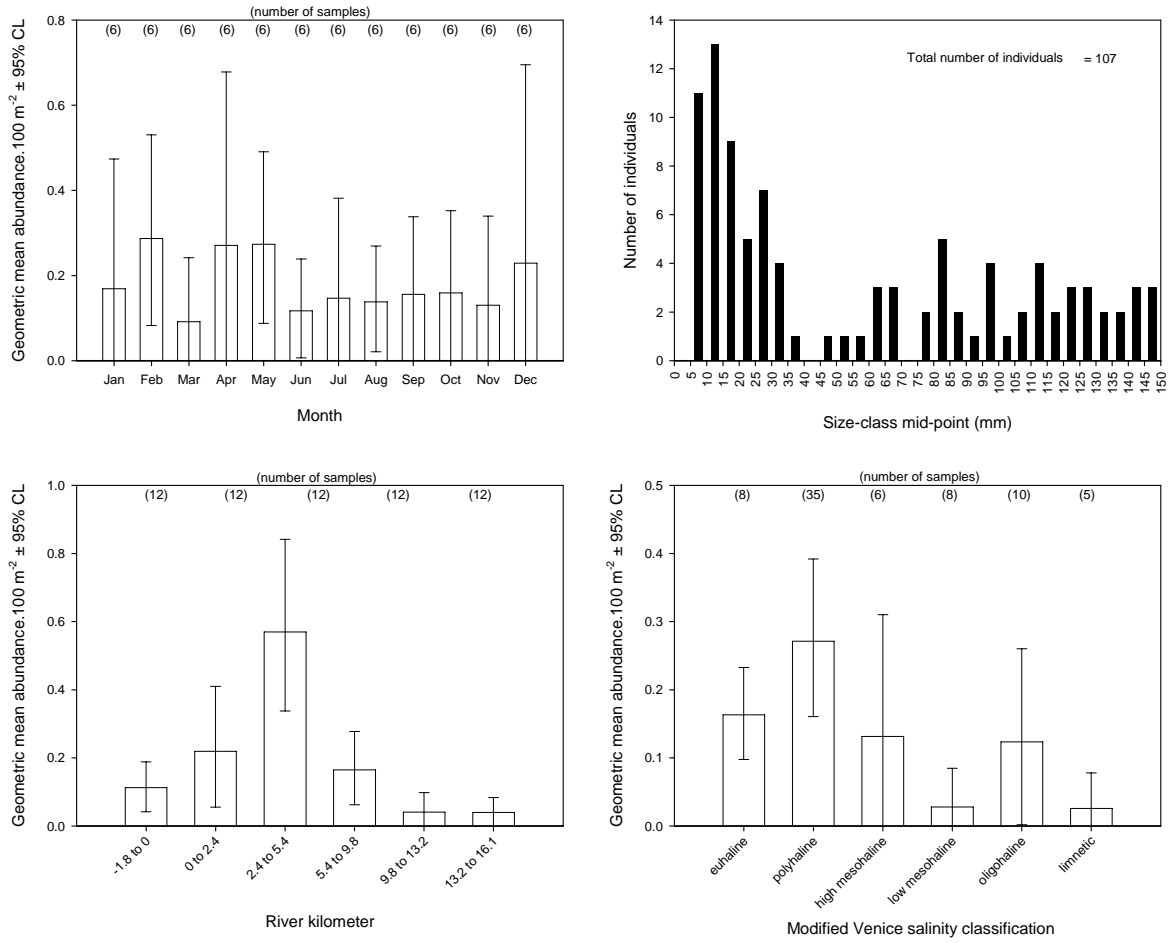 (number of samples)
(6) (6) (6) (6) (6) (6) (6) (6) (6) (6) (6) (6)
Geometric mean abundance.100 m-2 ± 95% CL
0.8
0.6
0.4
0.2
0.0
Jan Feb Mar Apr May Jun Jul Aug Sep Oct Nov Dec
Month
Total number of individuals = 107
Number of individuals
14
12
10
8
6
4
2
0
0 5 10 15 20 25 30 35 40 45 50 55 60 65 70 75 80 85 90 95 100 105 110 115 120 125 130 135 140 145 150
Size-class mid-point (mm)
(number of samples)
(12) (12) (12) (12) (12)
Geometric mean abundance.100 m-2 ± 95% CL
1.0
0.8
0.6
0.4
0.2
0.0
-1.8 to 0 0 to 2.4 2.4 to 5.4 5.4 to 9.8 9.8 to 13.2 13.2 to 16.1
River kilometer
(number of samples)
(8) (35) (6) (8) (10) (5)
Geometric mean abundance.100 m-2 ± 95% CL
0.5
0.4
0.3
0.2
0.1
0.0
euhaline polyhaline high mesohaline low mesohaline oligohaline limnetic
Modified Venice salinity classification